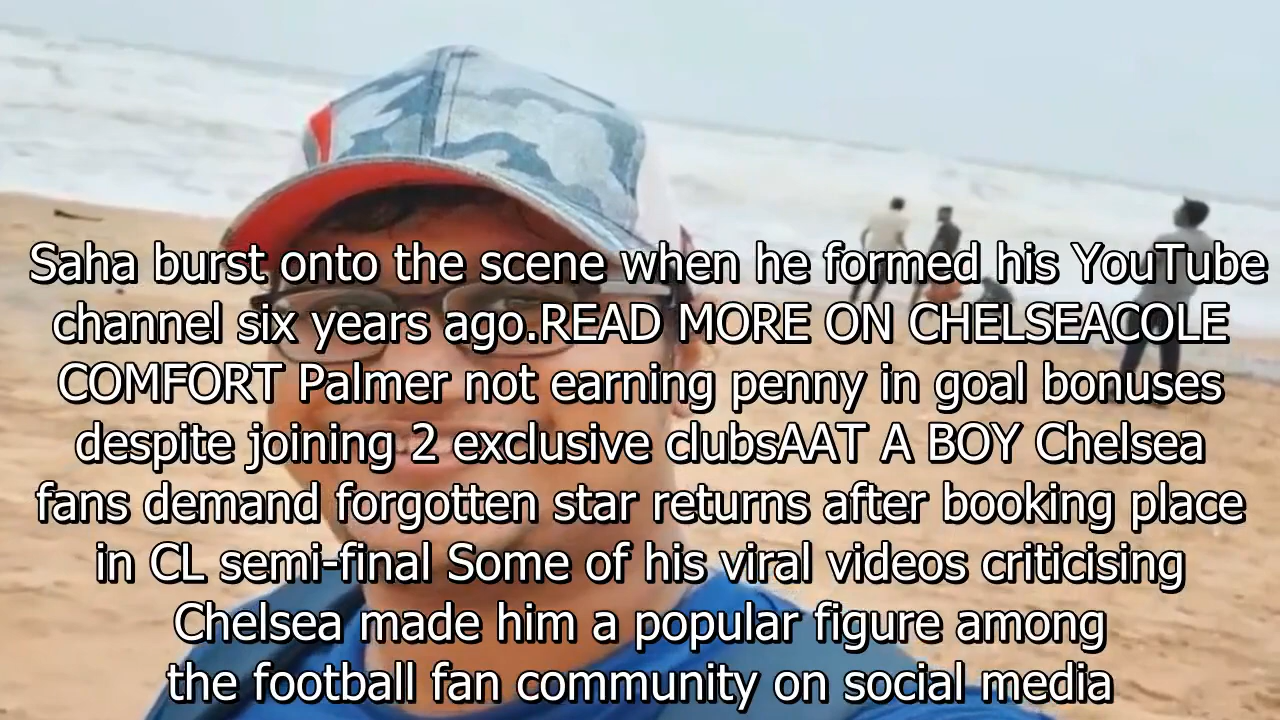 Saha burst onto the scene when he formed his YouTube
channel six years ago.READ MORE ON CHELSEACOLE
COMFORT Palmer not earning penny in goal bonuses
despite joining 2 exclusive clubsAAT A BOY Chelsea
fans demand forgotten star returns after booking place
in CL semi-final Some of his viral videos criticising
Chelsea made him a popular figure among
the football fan community on social media